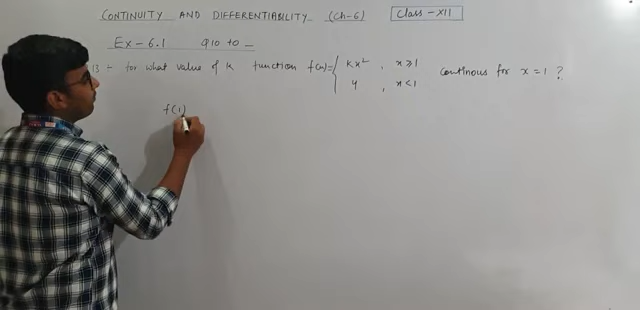 CONTINUITY AND DIFFERENTIABILITY (Ch-6) Class - XII
Ex - 6.1 Q10 to -
13 :- for what value of k function f(x) = { kx² , x ≥ 1 continous for x = 1 ?
4 , x < 1
f(1)